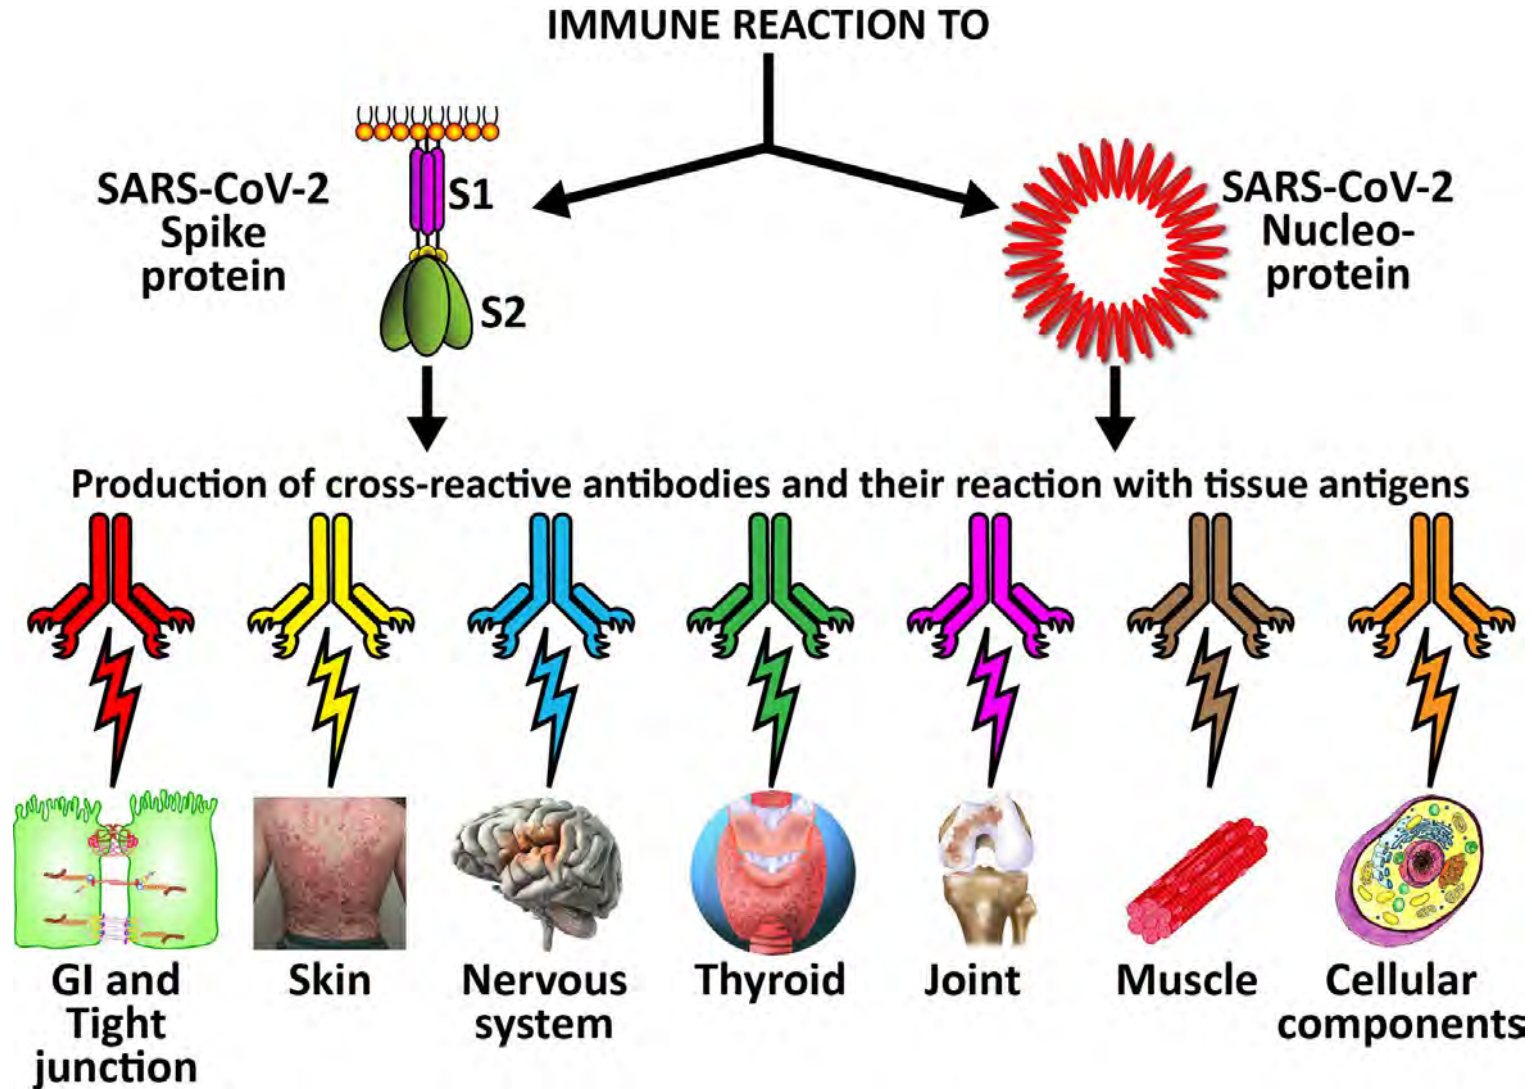 IMMUNE REACTION TO
SARS-CoV-2
Spike
protein
S1
S2
SARS-CoV-2
Nucleo-
protein
Production of cross-reactive antibodies and their reaction with tissue antigens
GI and
Tight
junction
Skin
Nervous
system
Thyroid
Joint
Muscle
Cellular
components